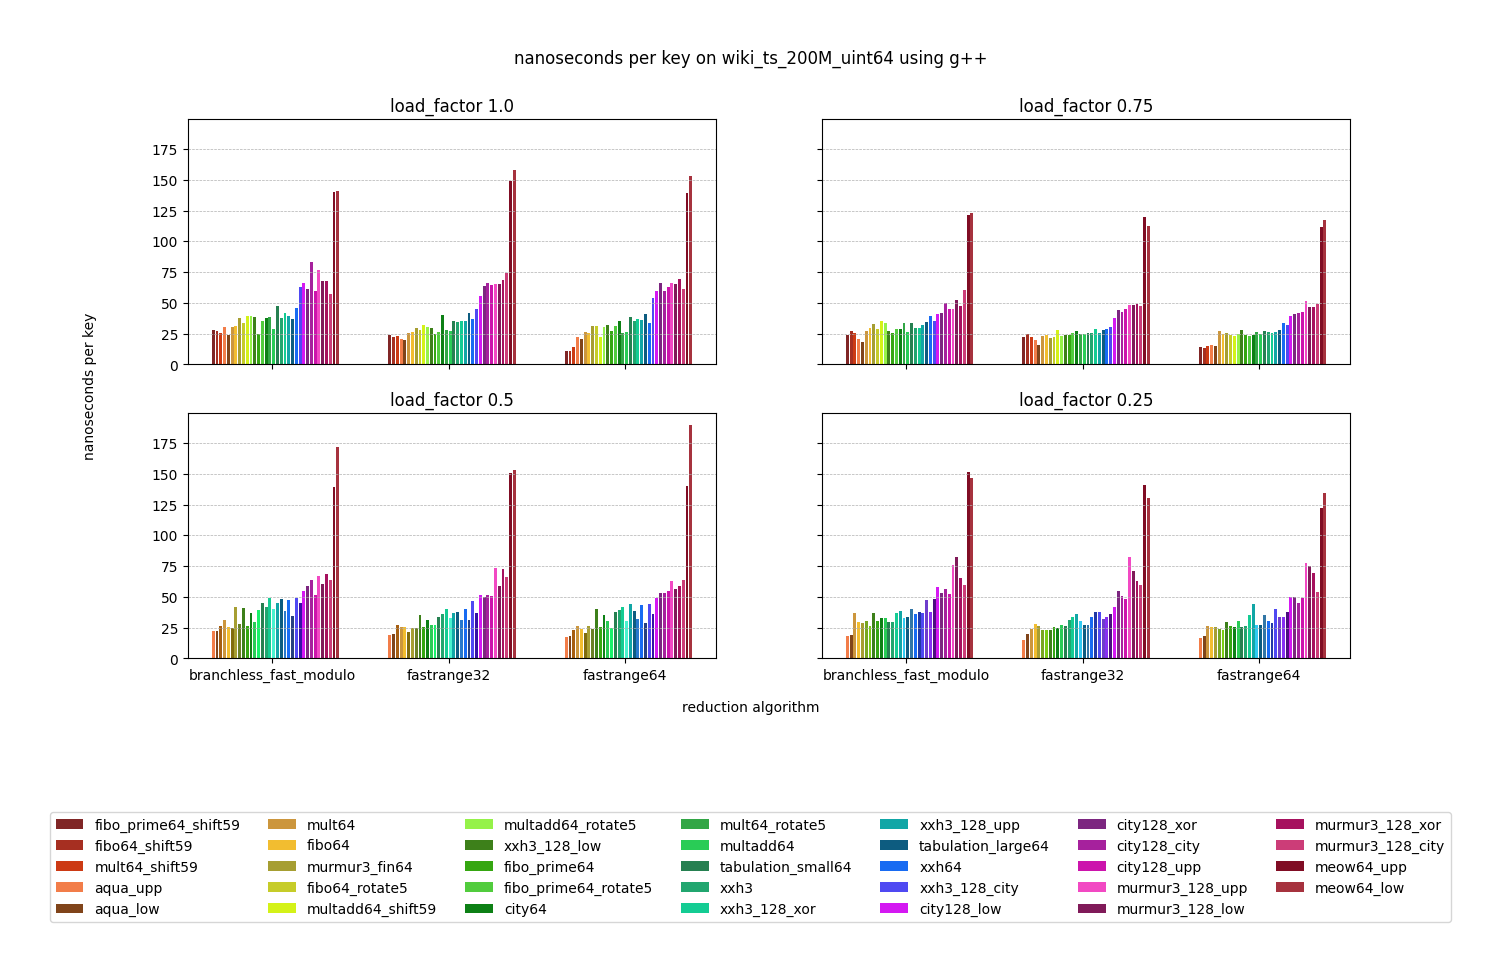 nanoseconds per key on wiki_ts_200M_uint64 using g++
load_factor 1.0
load_factor 0.75
175
150
125
100
75
50
25
0
load_factor 0.5
load_factor 0.25
175
150
125
100
75
50
25
0
nanoseconds per key
branchless_fast_modulo
fastrange32
fastrange64
branchless_fast_modulo
fastrange32
fastrange64
reduction algorithm
fibo_prime64_shift59
fibo64_shift59
mult64_shift59
aqua_upp
aqua_low
mult64
fibo64
murmur3_fin64
fibo64_rotate5
multadd64_shift59
multadd64_rotate5
xxh3_128_low
fibo_prime64
fibo_prime64_rotate5
city64
mult64_rotate5
multadd64
tabulation_small64
xxh3
xxh3_128_xor
xxh3_128_upp
tabulation_large64
xxh64
xxh3_128_city
city128_low
city128_xor
city128_city
city128_upp
murmur3_128_upp
murmur3_128_low
murmur3_128_xor
murmur3_128_city
meow64_upp
meow64_low